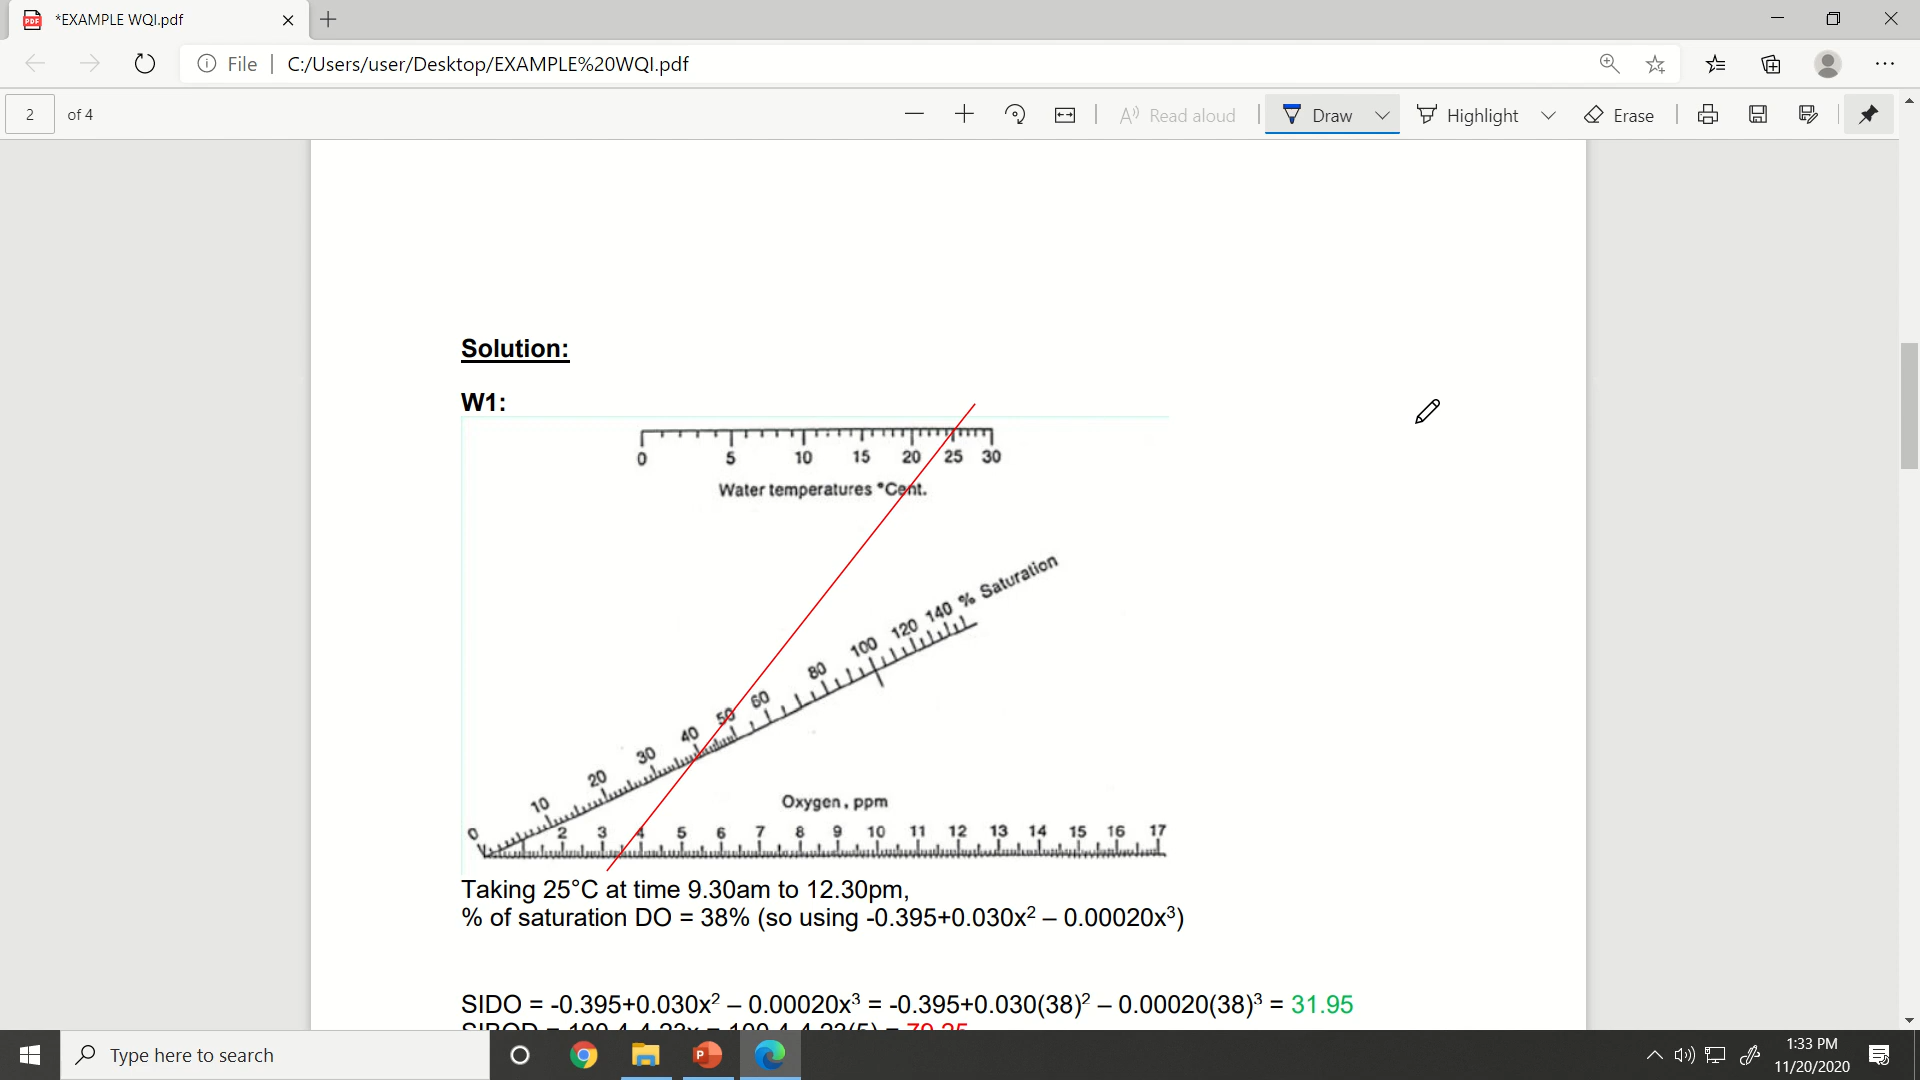 *EXAMPLE WQI.pdf
File | C:/Users/user/Desktop/EXAMPLE%20WQI.pdf
2 of 4
Read aloud
Draw
Highlight
Erase
Solution:
W1:
0 5 10 15 20 25 30
Water temperatures °Cent.
0 10 20 30 40 50 60 80 100 120 140 % Saturation
Oxygen, ppm
2 3 4 5 6 7 8 9 10 11 12 13 14 15 16 17
Taking 25°C at time 9.30am to 12.30pm,
% of saturation DO = 38% (so using -0.395+0.030x² – 0.00020x³)
SIDO = -0.395+0.030x² – 0.00020x³ = -0.395+0.030(38)² – 0.00020(38)³ = 31.95
Type here to search
1:33 PM
11/20/2020